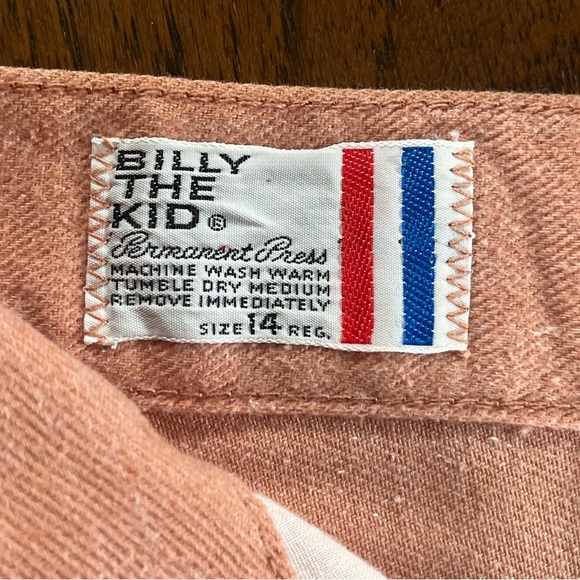 BILLY
THE
KID®
Permanent Press
MACHINE WASH WARM
TUMBLE DRY MEDIUM
REMOVE IMMEDIATELY
SIZE 14 REG.